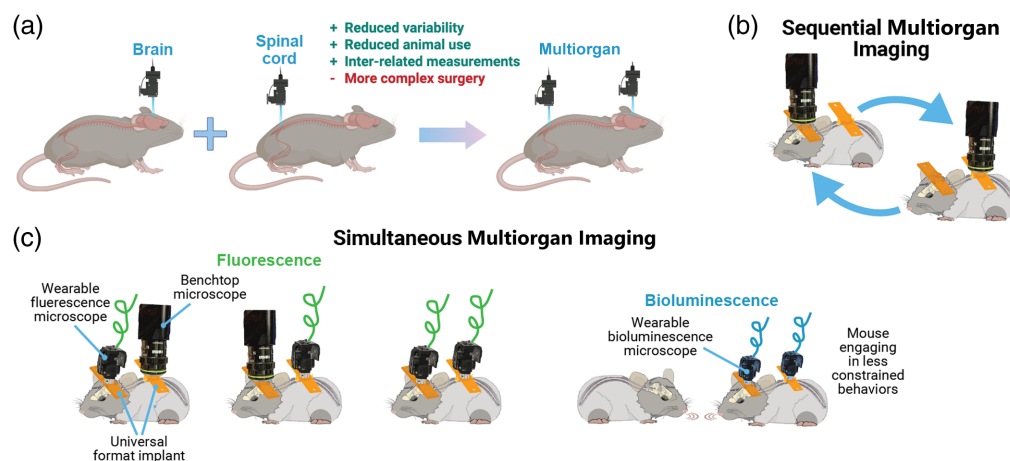 (a)
Brain
Spinal
cord
+ Reduced variability
+ Reduced animal use
+ Inter-related measurements
- More complex surgery
Multiorgan
(b)
Sequential Multiorgan
Imaging
(c)
Simultaneous Multiorgan Imaging
Fluorescence
Wearable
fluerescence
microscope
Benchtop
microscope
Universal
format implant
Bioluminescence
Wearable
bioluminescence
microscope
Mouse
engaging
in less
constrained
behaviors